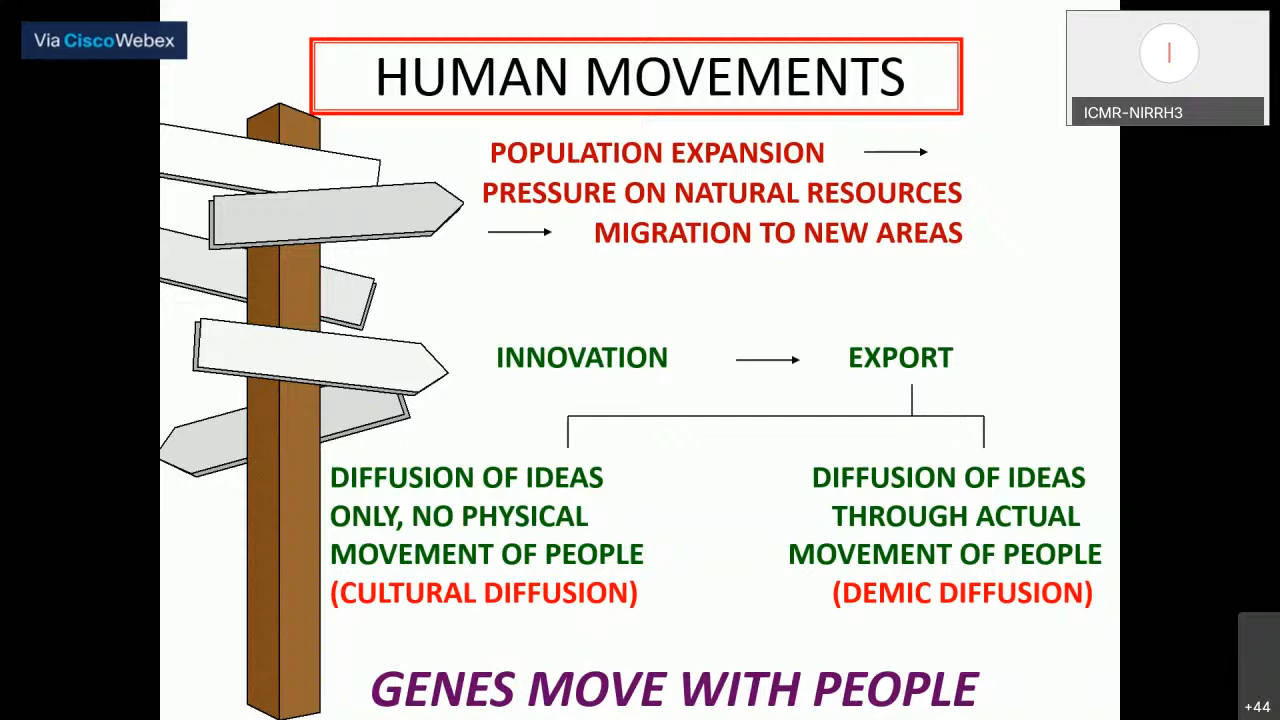 Via CiscoWebex
HUMAN MOVEMENTS
ICMR-NIRRH3
POPULATION EXPANSION
PRESSURE ON NATURAL RESOURCES
MIGRATION TO NEW AREAS
INNOVATION
EXPORT
DIFFUSION OF IDEAS
ONLY, NO PHYSICAL
MOVEMENT OF PEOPLE
(CULTURAL DIFFUSION)
DIFFUSION OF IDEAS
THROUGH ACTUAL
MOVEMENT OF PEOPLE
(DEMIC DIFFUSION)
GENES MOVE WITH PEOPLE
I
+44